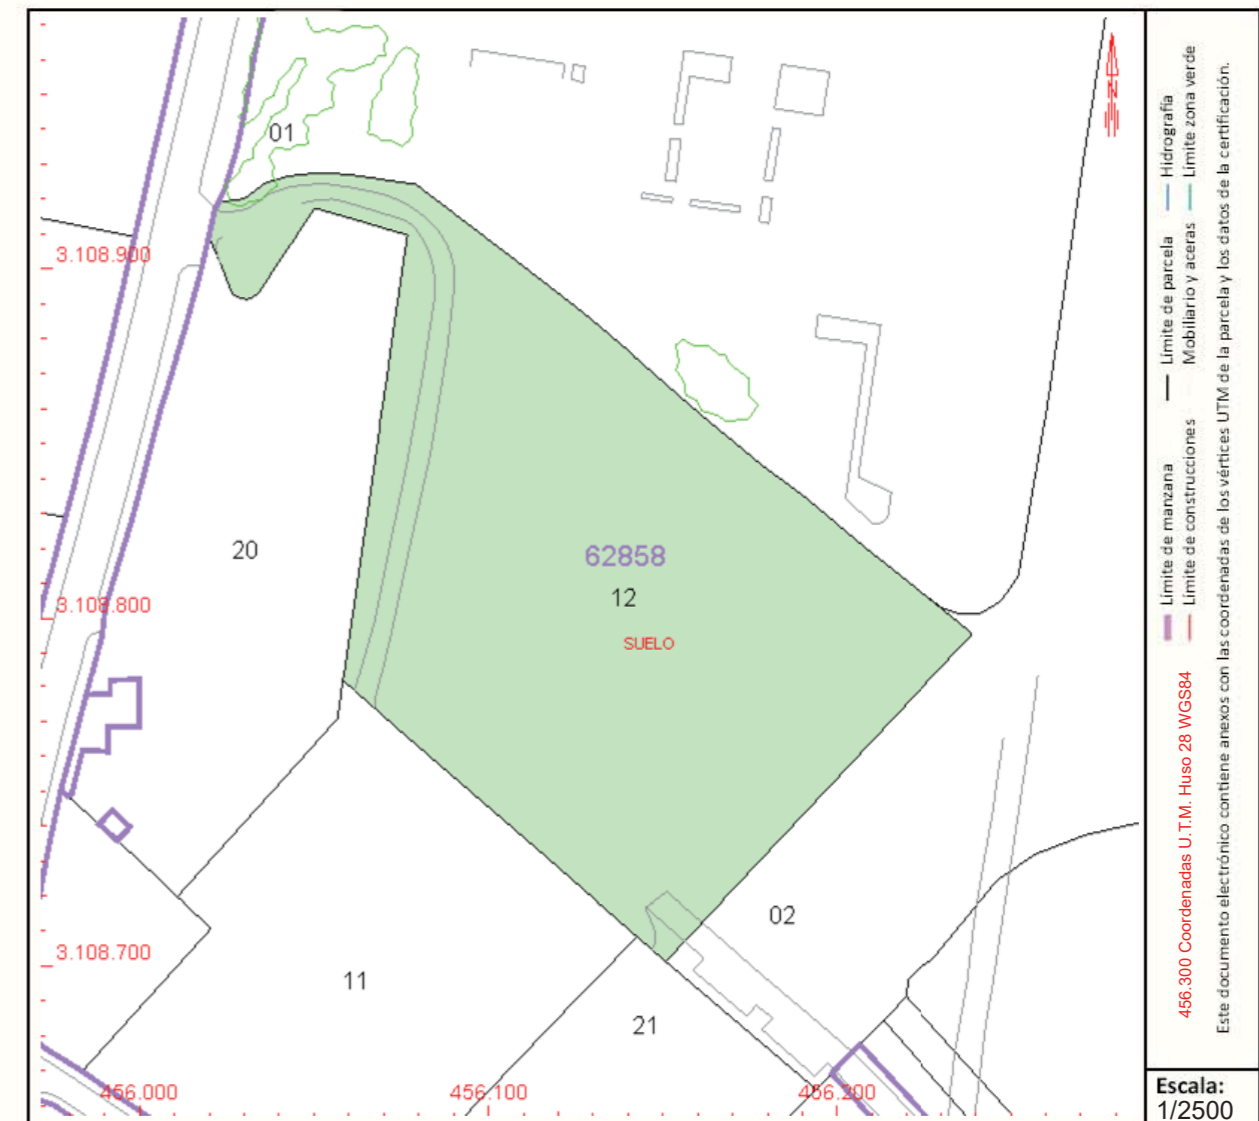 01
3.108.900
20
62858
12
SUELO
3.108.800
02
3.108.700
11
21
456.000
456.100
456.200
N
Hidrografía
Límite zona verde
Límite de parcela
Mobiliario y aceras
Límite de manzana
Límite de construcciones
456.300 Coordenadas U.T.M. Huso 28 WGS84
Este documento electrónico contiene anexos con las coordenadas de los vértices UTM de la parcela y los datos de la certificación.
Escala:
1/2500